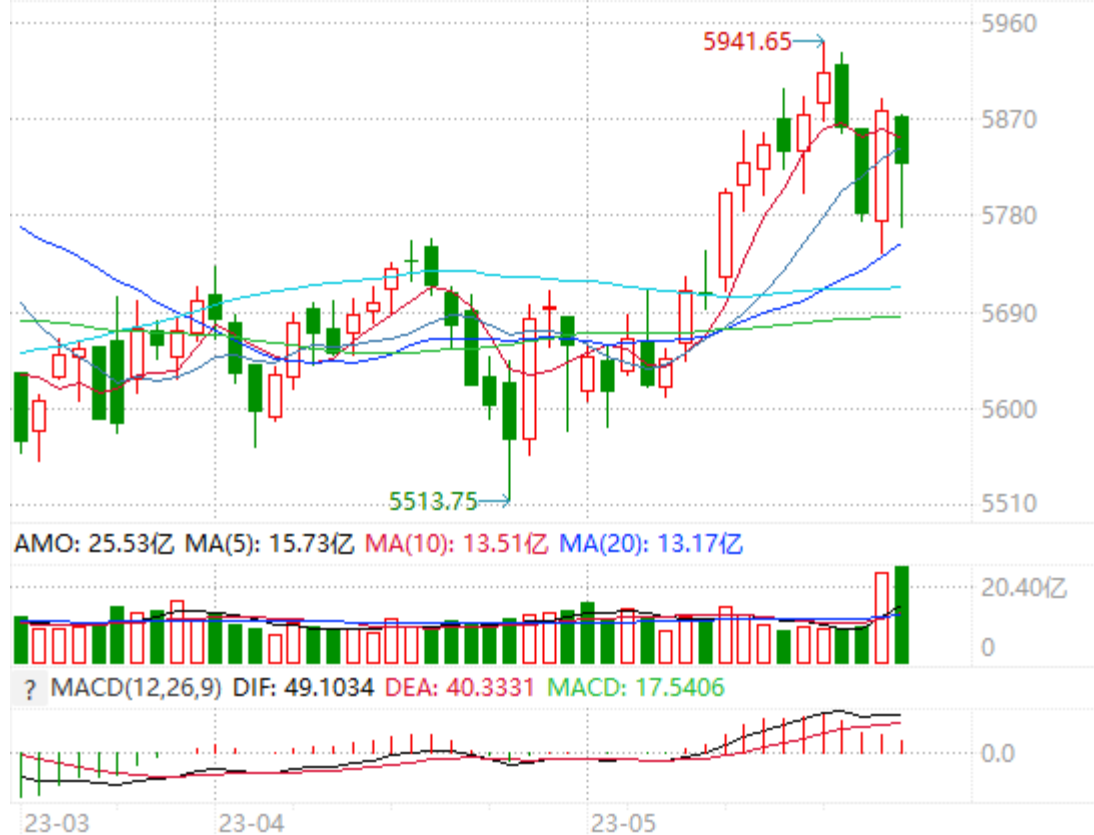 5960
5941.65
5870
5780
5690
5600
5513.75
5510
AMO: 25.53亿 MA(5): 15.73亿 MA(10): 13.51亿 MA(20): 13.17亿
20.40亿
0
? MACD(12,26,9) DIF: 49.1034 DEA: 40.3331 MACD: 17.5406
0.0
23-03 23-04 23-05